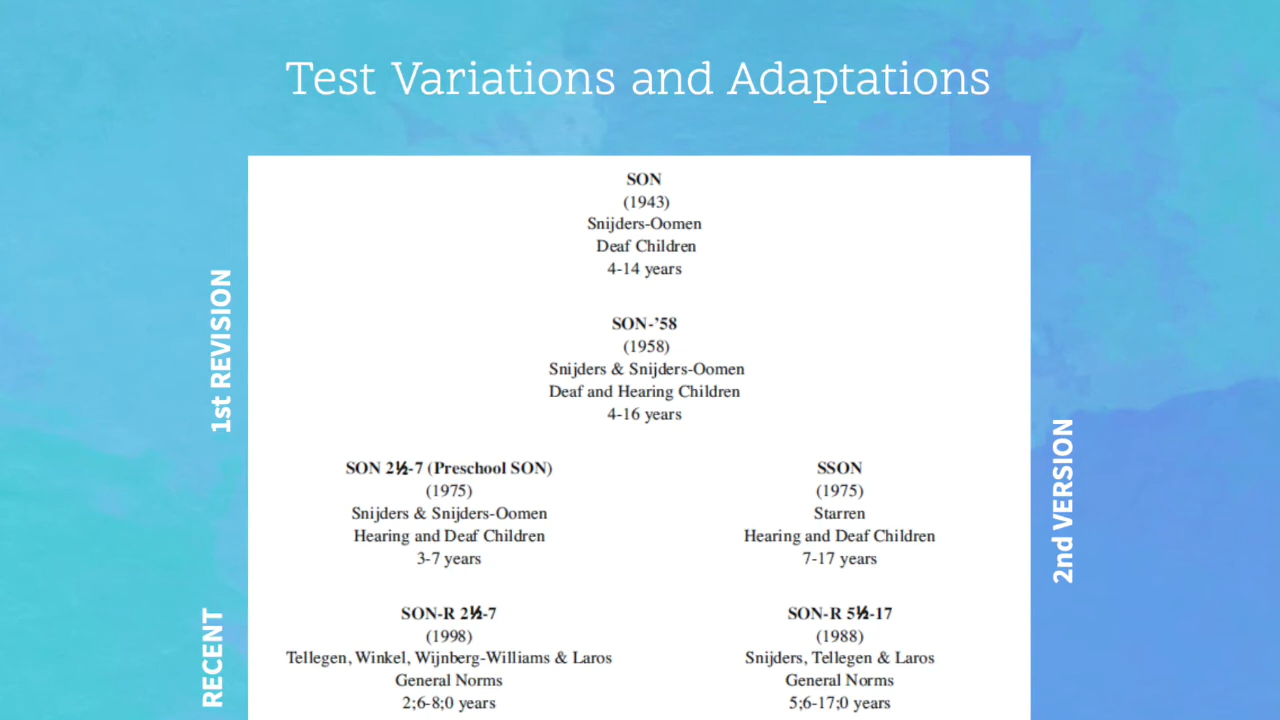 Test Variations and Adaptations
SON
(1943)
Snijders-Oomen
Deaf Children
4-14 years
1st REVISION
SON-'58
(1958)
Snijders & Snijders-Oomen
Deaf and Hearing Children
4-16 years
2nd VERSION
SON 2½-7 (Preschool SON)
(1975)
Snijders & Snijders-Oomen
Hearing and Deaf Children
3-7 years
SSON
(1975)
Starren
Hearing and Deaf Children
7-17 years
RECENT
SON-R 2½-7
(1998)
Tellegen, Winkel, Wijnberg-Williams & Laros
General Norms
2;6-8;0 years
SON-R 5½-17
(1988)
Snijders, Tellegen & Laros
General Norms
5;6-17;0 years